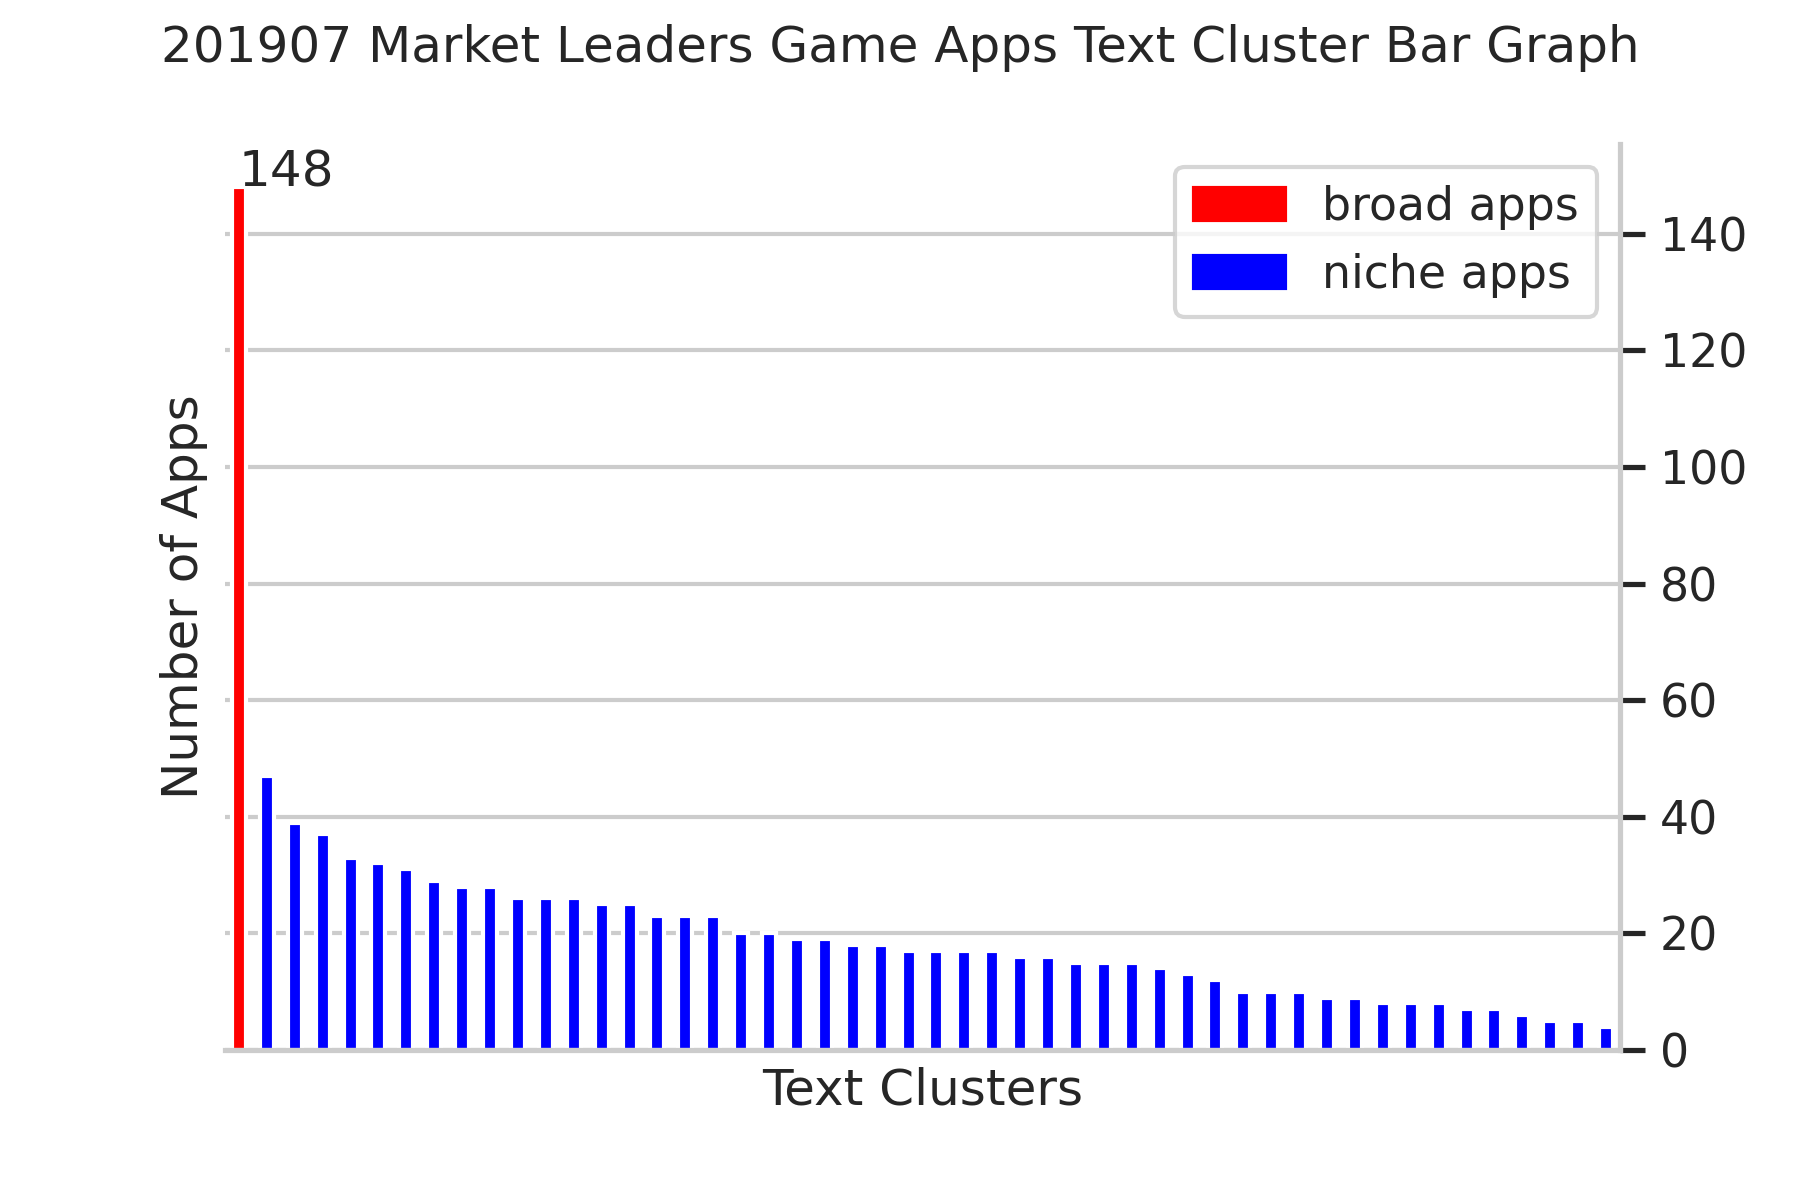 201907 Market Leaders Game Apps Text Cluster Bar Graph
148
broad apps
niche apps
Number of Apps
140
120
100
80
60
40
20
0
Text Clusters